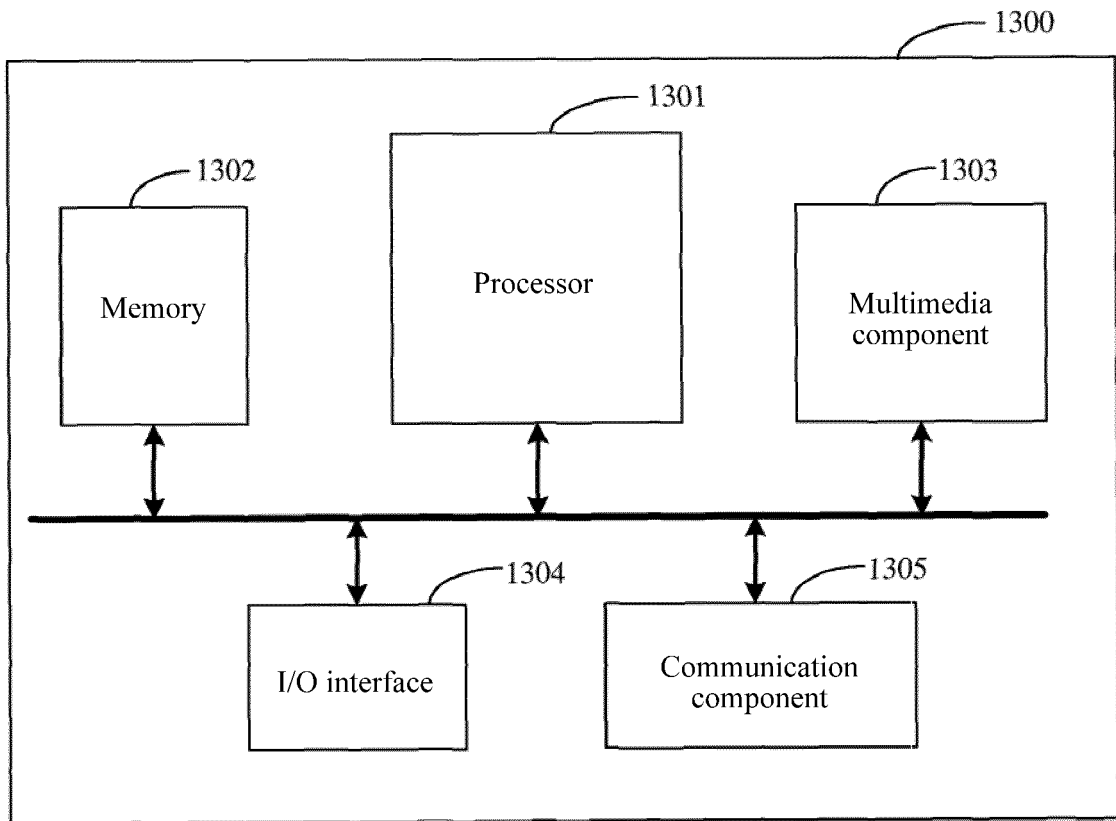 1300
1301
1302
1303
Processor
Memory
Multimedia
component
1304
1305
I/O interface
Communication
component